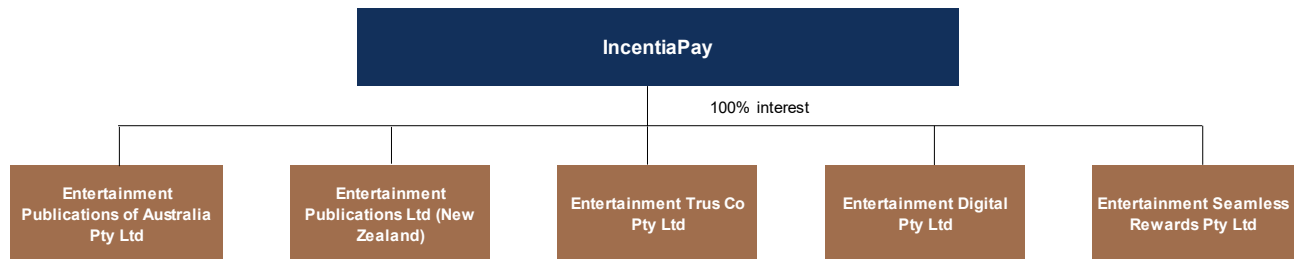 IncentiaPay
100% interest
Entertainment
Publications of Australia
Pty Ltd
Entertainment
Publications Ltd (New
Zealand)
Entertainment Trus Co
Pty Ltd
Entertainment Digital
Pty Ltd
Entertainment Seamless
Rewards Pty Ltd